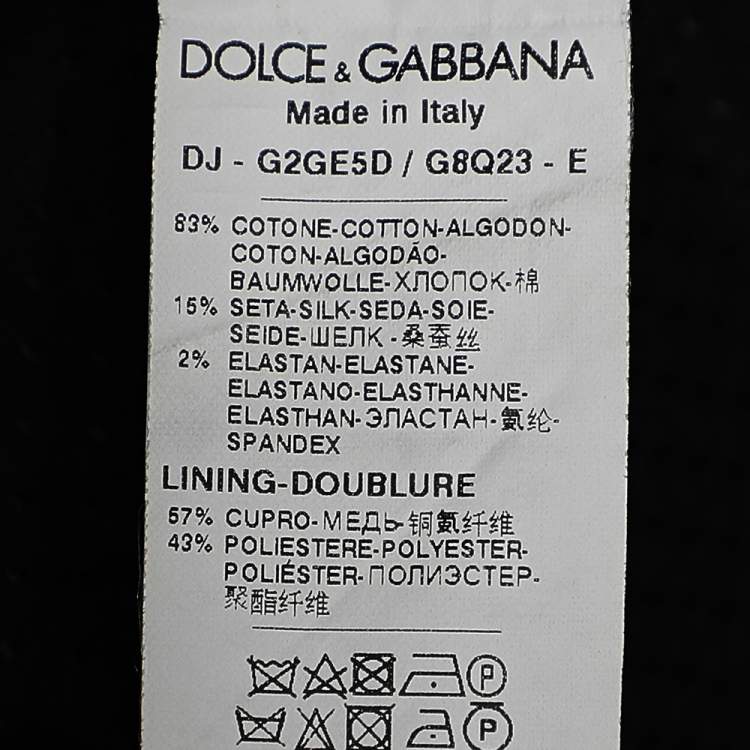 DOLCE & GABBANA
Made in Italy
DJ - G2GE5D / G8Q23 - E
83% COTONE-COTTON-ALGODON-
COTON-ALGODÃO-
BAUMWOLLE-ХЛОПОК-棉
15% SETA-SILK-SEDA-SOIE-
SEIDE-ШЕЛК -桑蚕丝
2% ELASTAN-ELASTANE-
ELASTANO-ELASTHANNE-
ELASTHAN-ЭЛАСТАН-氨纶-
SPANDEX
LINING-DOUBLURE
57% CUPRO-МЕДЬ-铜氨纤维
43% POLIESTERE-POLYESTER-
POLIÉSTER-ПОЛИЭСТЕР-
聚酯纤维
P
P